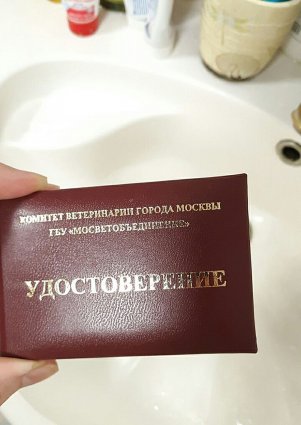 КОМИТЕТ ВЕТЕРИНАРИИ ГОРОДА МОСКВЫ
ГБУ «МОСВЕТОБЪЕДИНЕНИЕ»
УДОСТОВЕРЕНИЕ